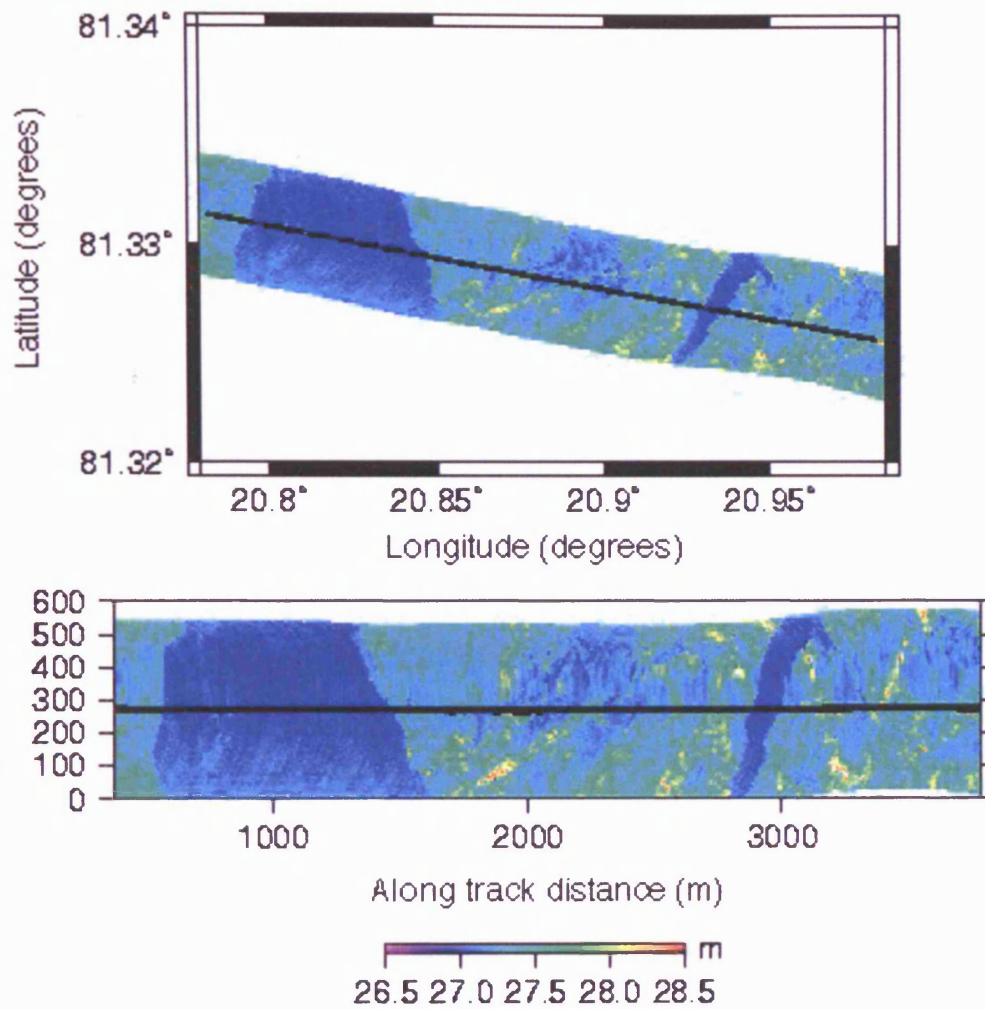 81.34°
81.33°
81.32°
Latitude (degrees)
20.8° 20.85° 20.9° 20.95°
Longitude (degrees)
600
500
400
300
200
100
0
1000 2000 3000
Along track distance (m)
m
26.5 27.0 27.5 28.0 28.5